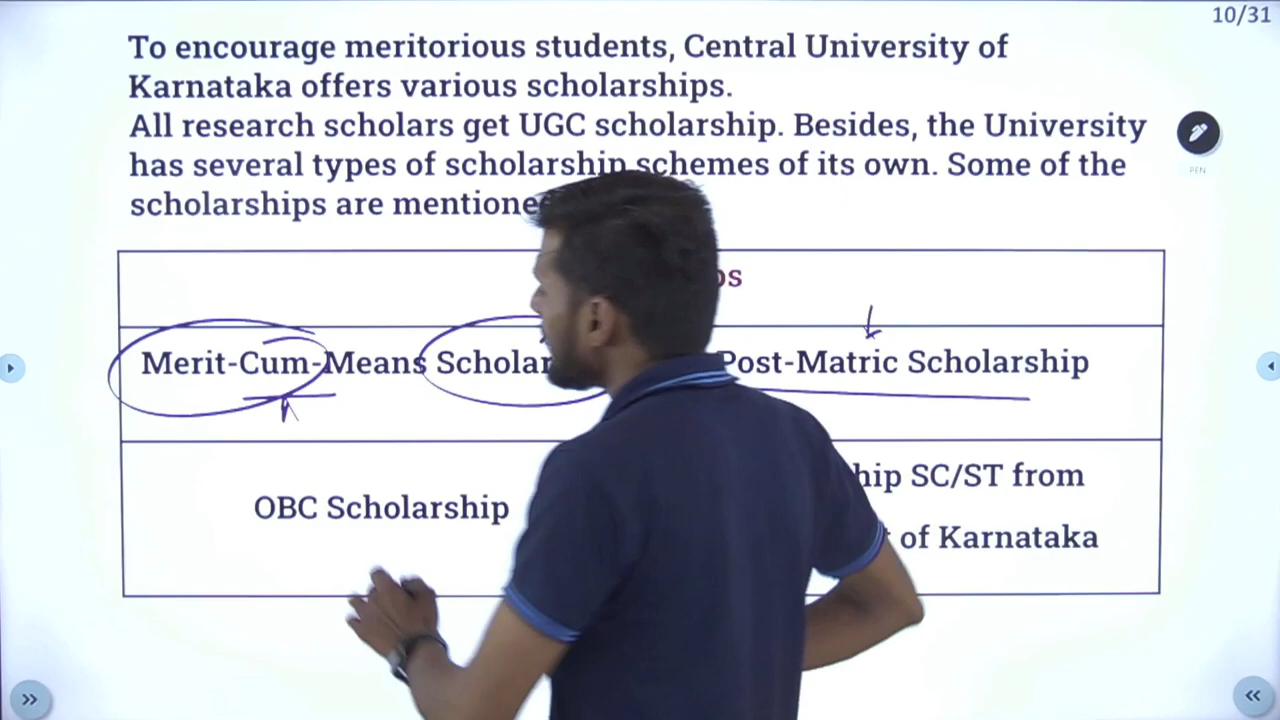 10/31
To encourage meritorious students, Central University of
Karnataka offers various scholarships.
All research scholars get UGC scholarship. Besides, the University
PEN
has several types of scholarship schemes of its own. Some of the
scholarships are
Merit-Cum-Means Post-Matric Scholarship
OBC Scholarship
SC/ST from
of Karnataka